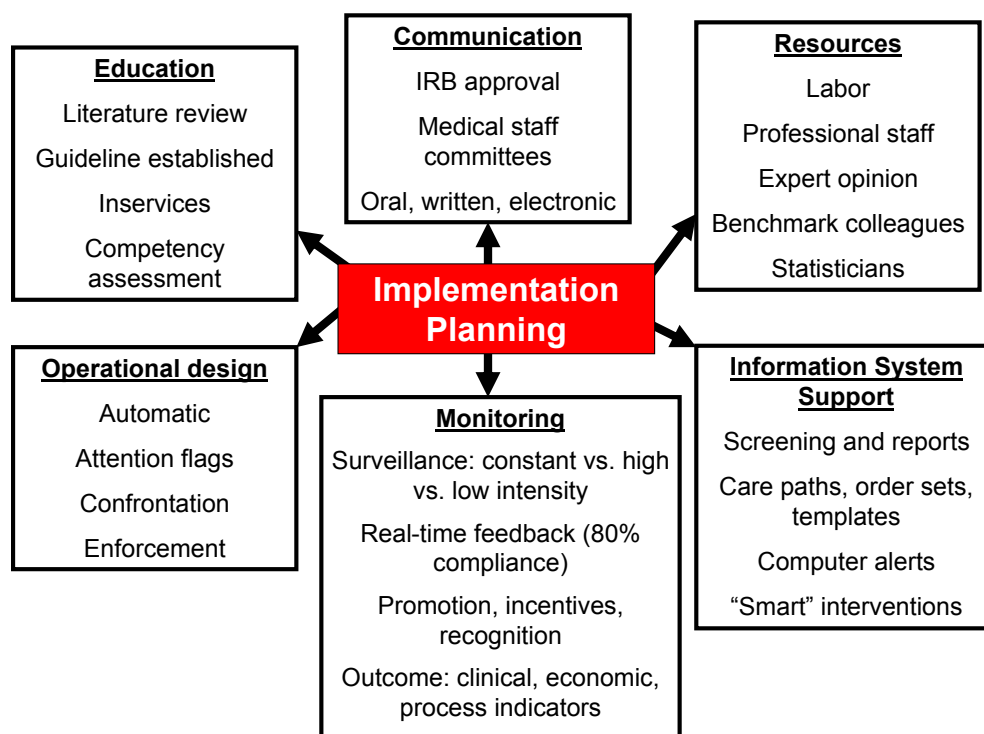 Education
Literature review
Guideline established
Inservices
Competency
assessment
Communication
IRB approval
Medical staff
committees
Oral, written, electronic
Resources
Labor
Professional staff
Expert opinion
Benchmark colleagues
Statisticians
Implementation
Planning
Operational design
Automatic
Attention flags
Confrontation
Enforcement
Monitoring
Surveillance: constant vs. high
vs. low intensity
Real-time feedback (80%
compliance)
Promotion, incentives,
recognition
Outcome: clinical, economic,
process indicators
Information System
Support
Screening and reports
Care paths, order sets,
templates
Computer alerts
“Smart” interventions